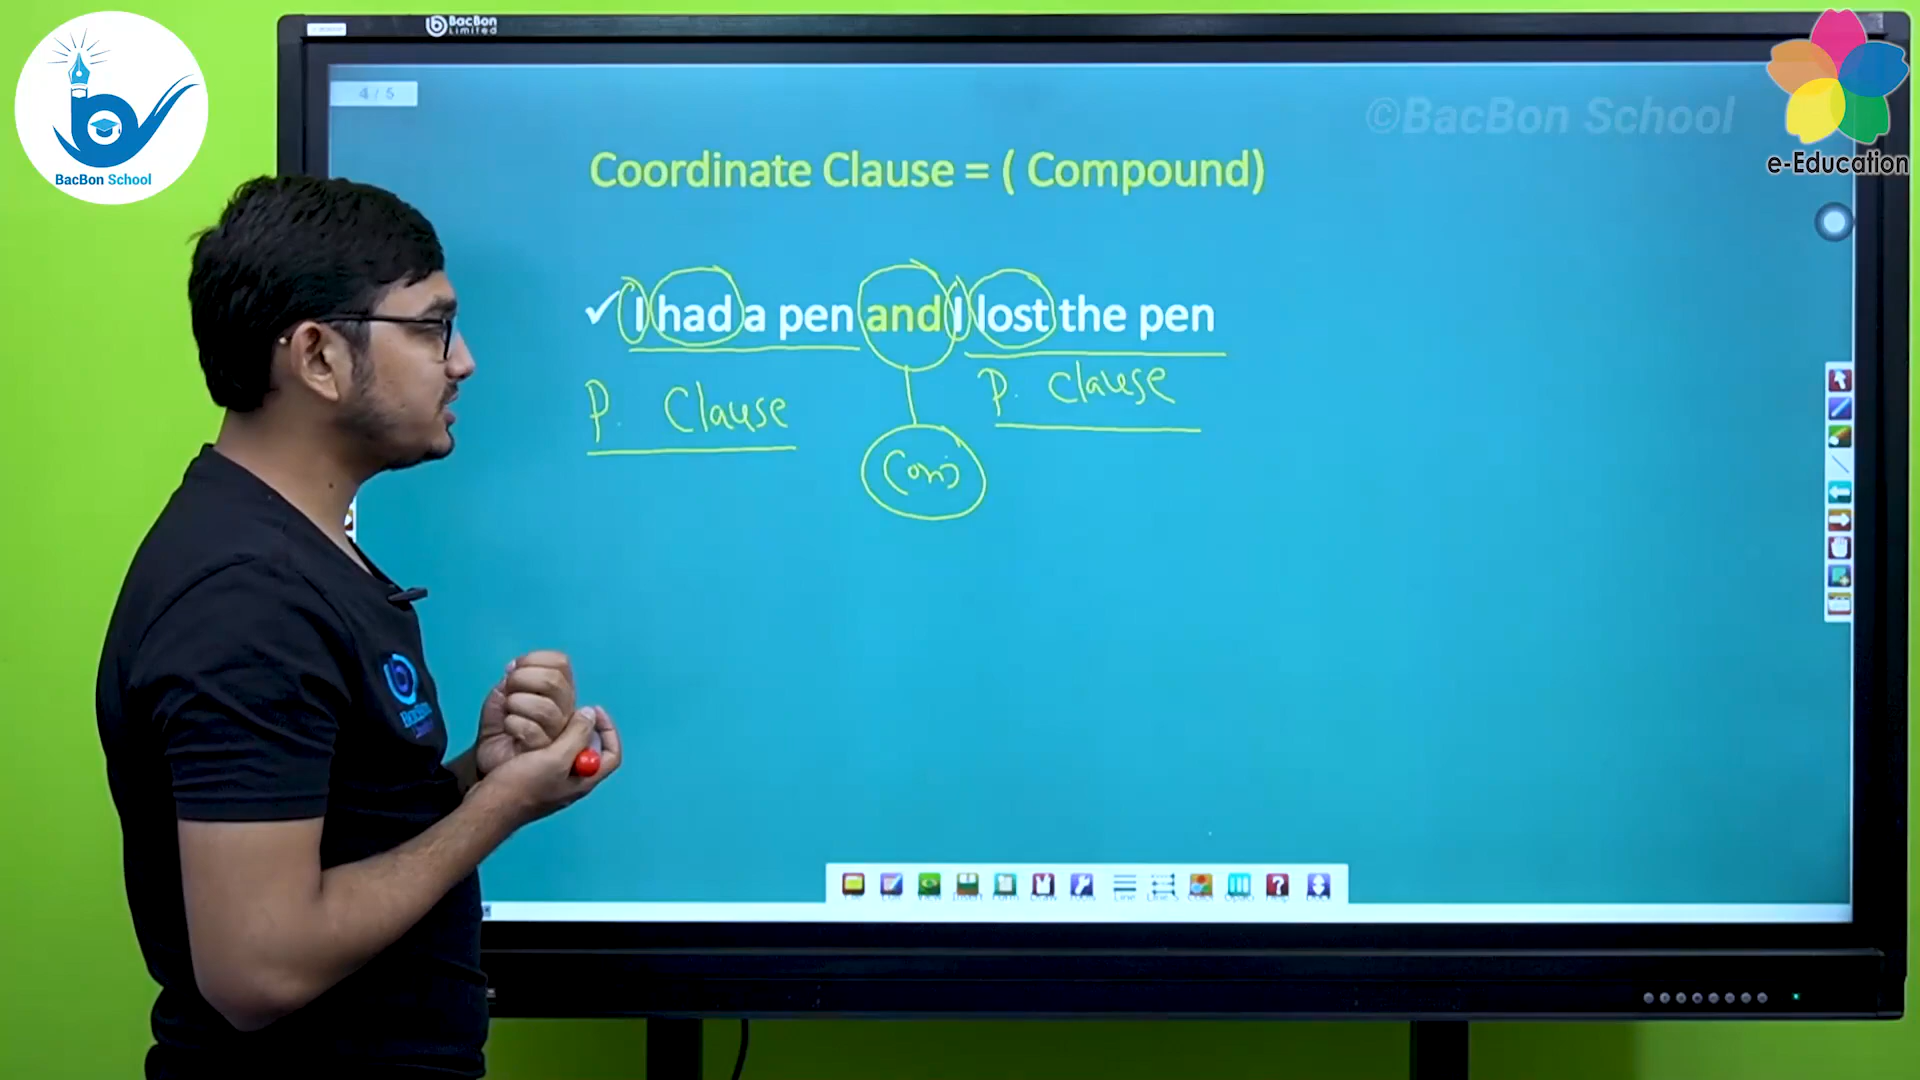 BacBon
Limited
4 / 5
©BacBon School
BacBon School
e-Education
Coordinate Clause = ( Compound)
✓ I had a pen and I lost the pen
P. Clause
P. Clause
Conj